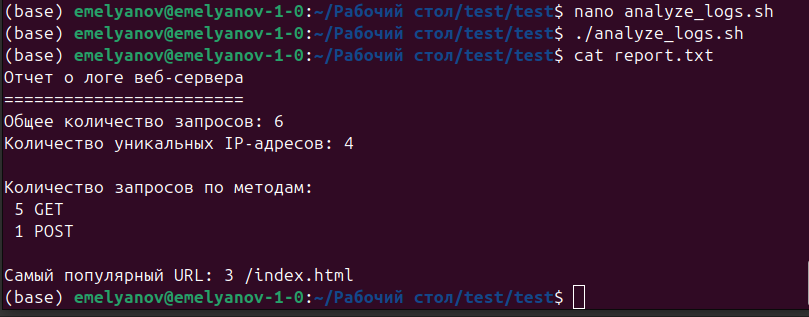 (base) emelyanov@emelyanov-1-0:~/Рабочий стол/test/test$ nano analyze_logs.sh
(base) emelyanov@emelyanov-1-0:~/Рабочий стол/test/test$ ./analyze_logs.sh
(base) emelyanov@emelyanov-1-0:~/Рабочий стол/test/test$ cat report.txt
Отчет о логе веб-сервера
========================
Общее количество запросов: 6
Количество уникальных IP-адресов: 4

Количество запросов по методам:
 5 GET
 1 POST

Самый популярный URL: 3 /index.html
(base) emelyanov@emelyanov-1-0:~/Рабочий стол/test/test$